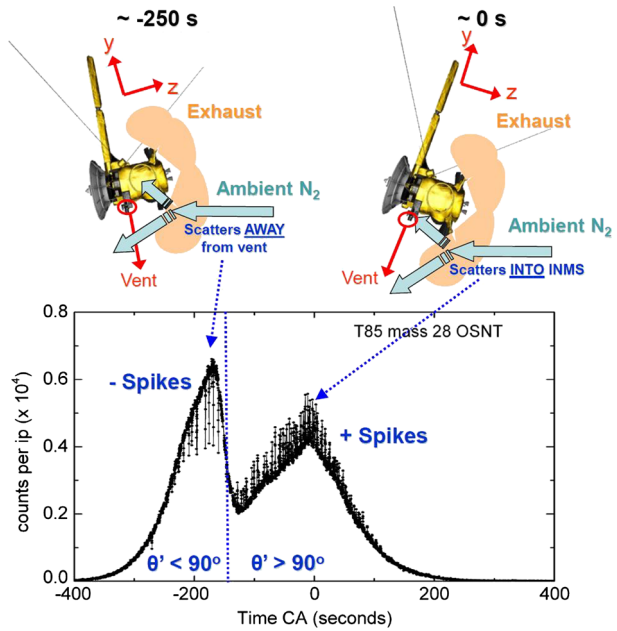 ~ -250 s
~ 0 s
y
z
Exhaust
Ambient N₂
Scatters AWAY
from vent
Vent
y
z
Exhaust
Ambient N₂
Scatters INTO INMS
Vent
T85 mass 28 OSNT
- Spikes
+ Spikes
θ' < 90º
θ' > 90º
counts per ip (x 10⁴)
0.8
0.6
0.4
0.2
0.0
-400
-200
0
200
400
Time CA (seconds)